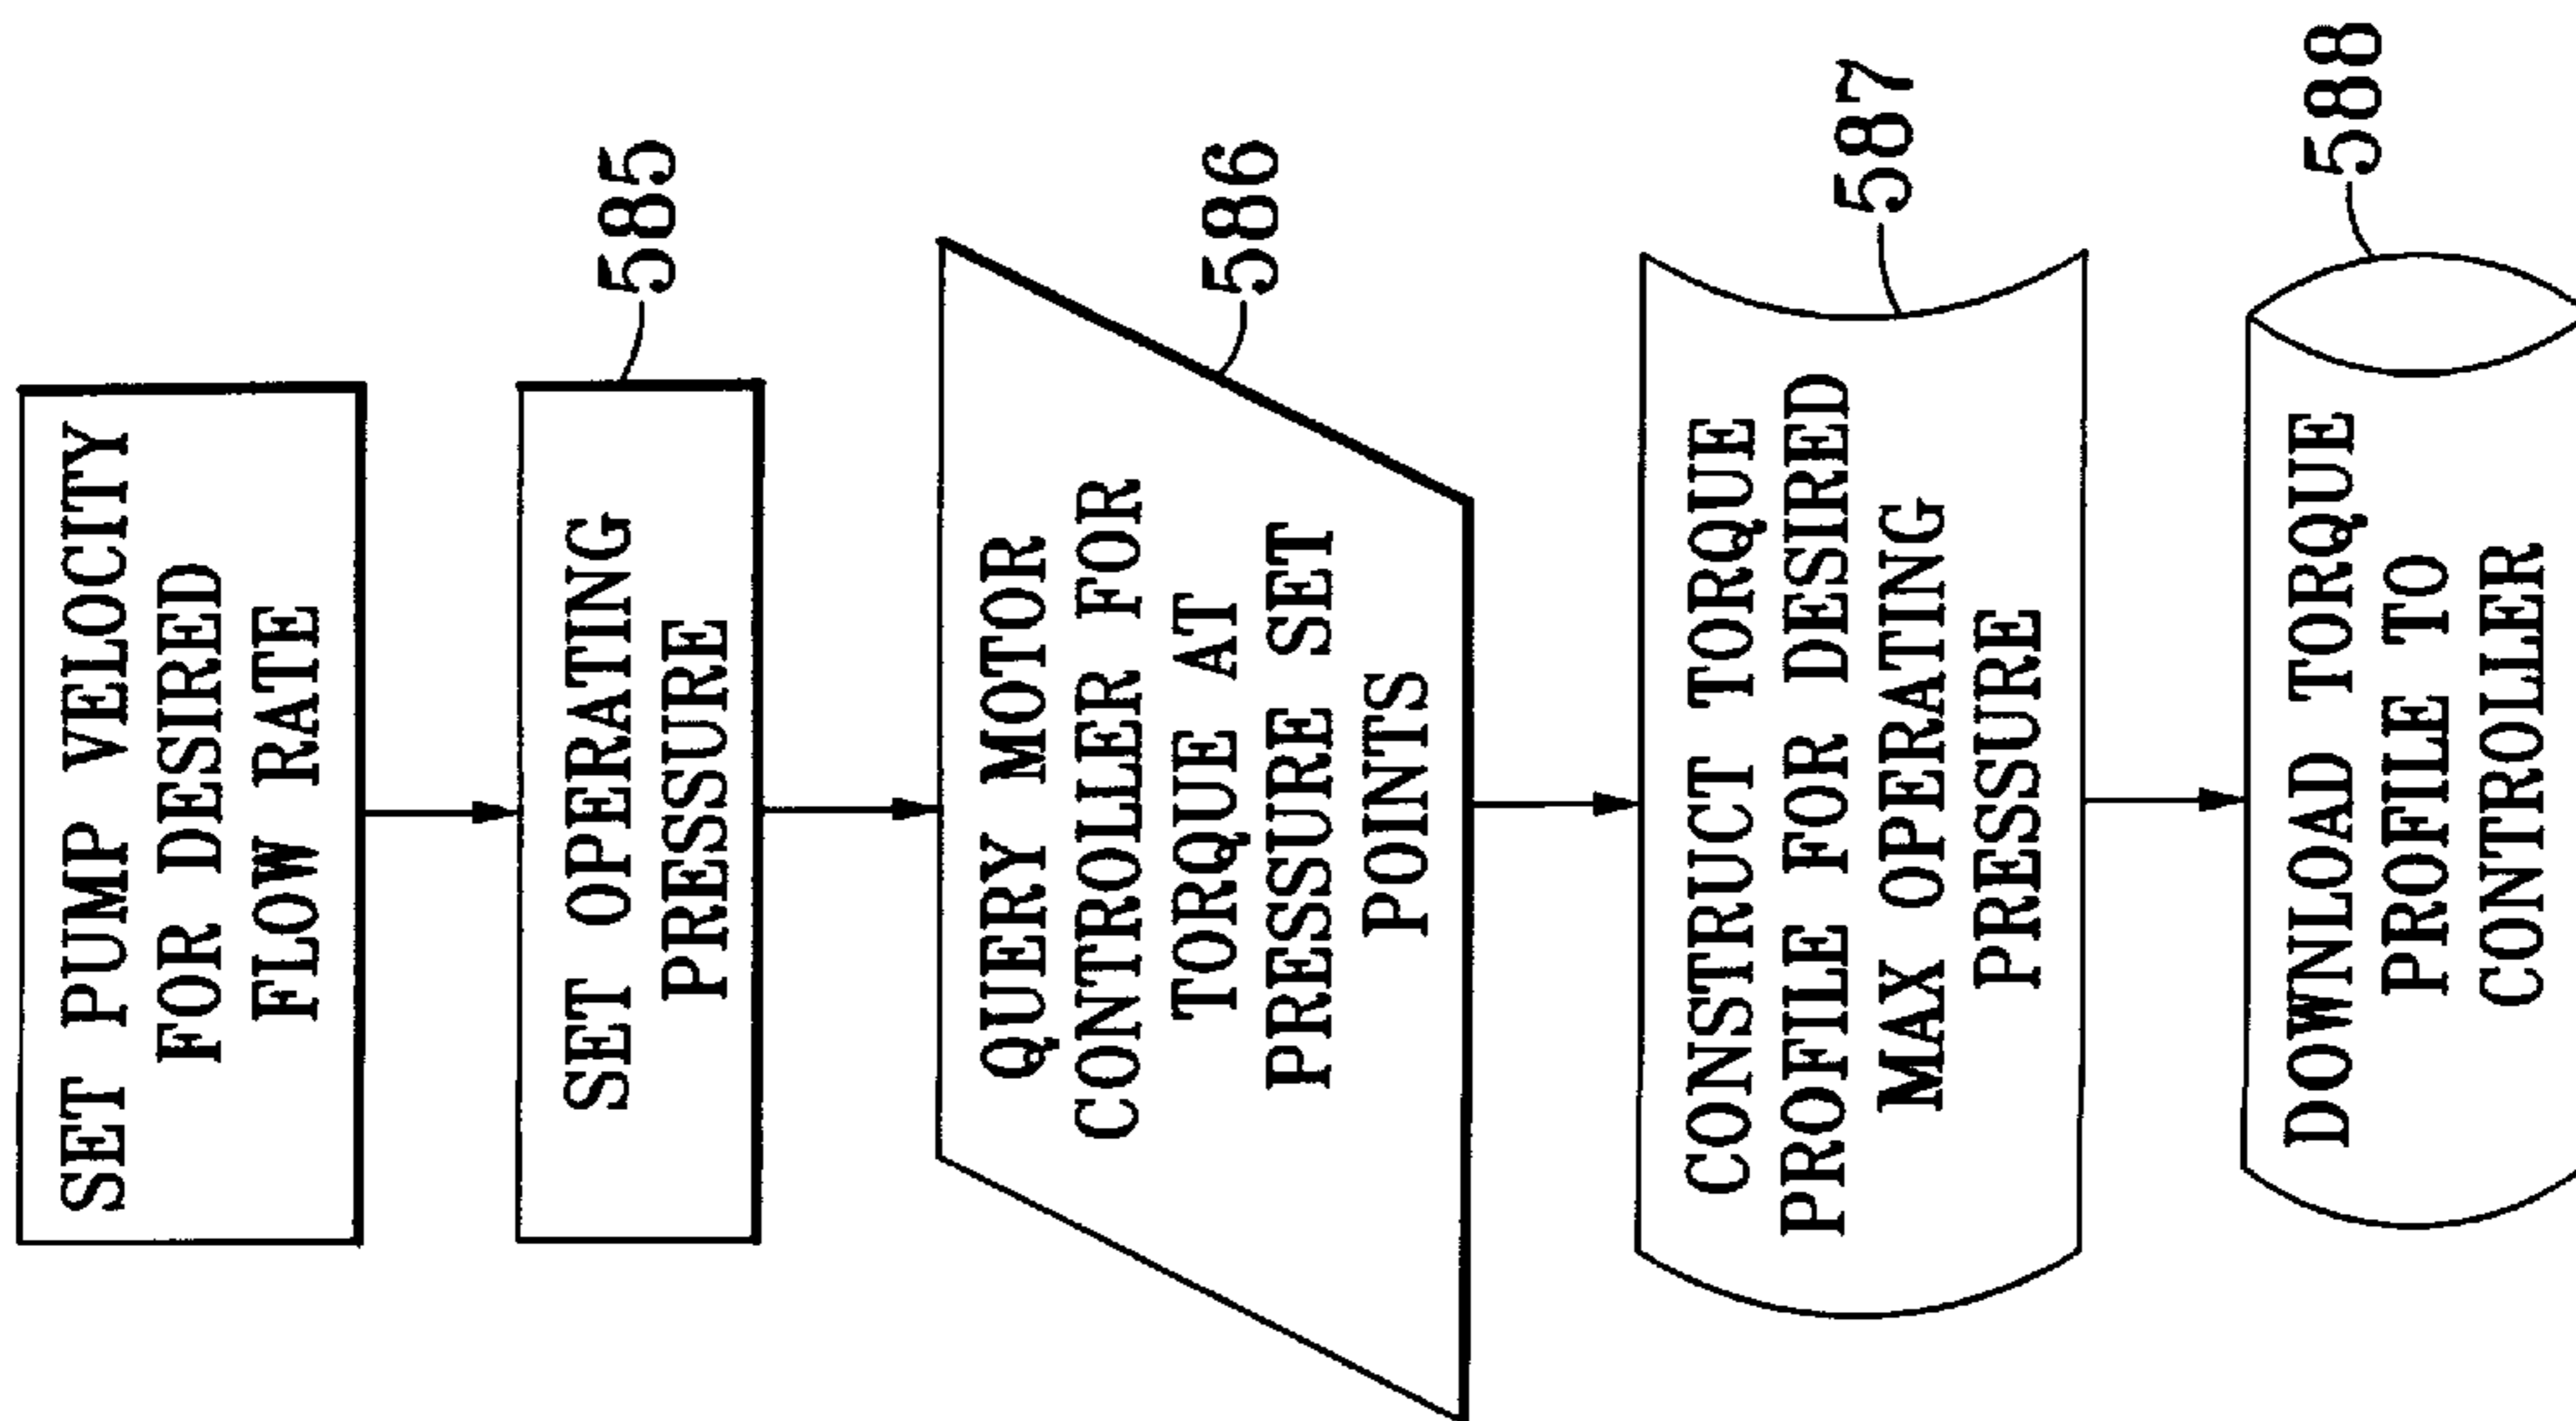 SET PUMP VELOCITY
FOR DESIRED
FLOW RATE
585
SET OPERATING
PRESSURE
586
QUERY MOTOR
CONTROLLER FOR
TORQUE AT
PRESSURE SET
POINTS
587
CONSTRUCT TORQUE
PROFILE FOR DESIRED
MAX OPERATING
PRESSURE
588
DOWNLOAD TORQUE
PROFILE TO
CONTROLLER